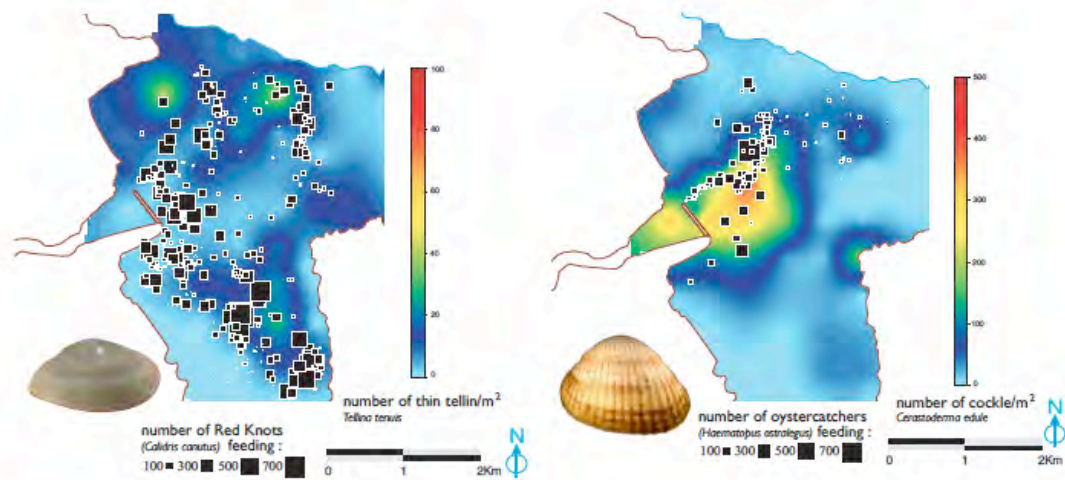 100
80
60
40
20
0
number of thin tellin/m²
Tellina tenuis
number of Red Knots
(Calidris canutus) feeding :
100 300 500 700
N
0 1 2Km
500
400
300
200
100
0
number of cockle/m²
Cerastoderma edule
number of oystercatchers
(Haematopus ostralegus) feeding :
100 300 500 700
N
0 1 2Km